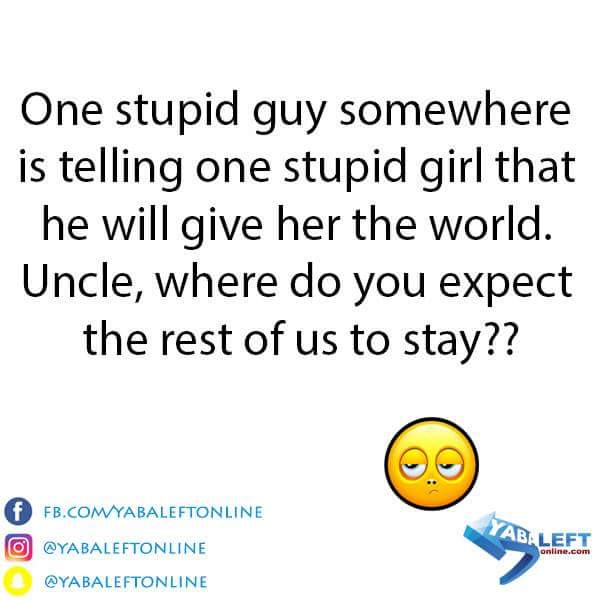 One stupid guy somewhere
is telling one stupid girl that
he will give her the world.
Uncle, where do you expect
the rest of us to stay??
FB.COM/YABALEFTONLINE
@YABALEFTONLINE
@YABALEFTONLINE
YABALEFT
online.com